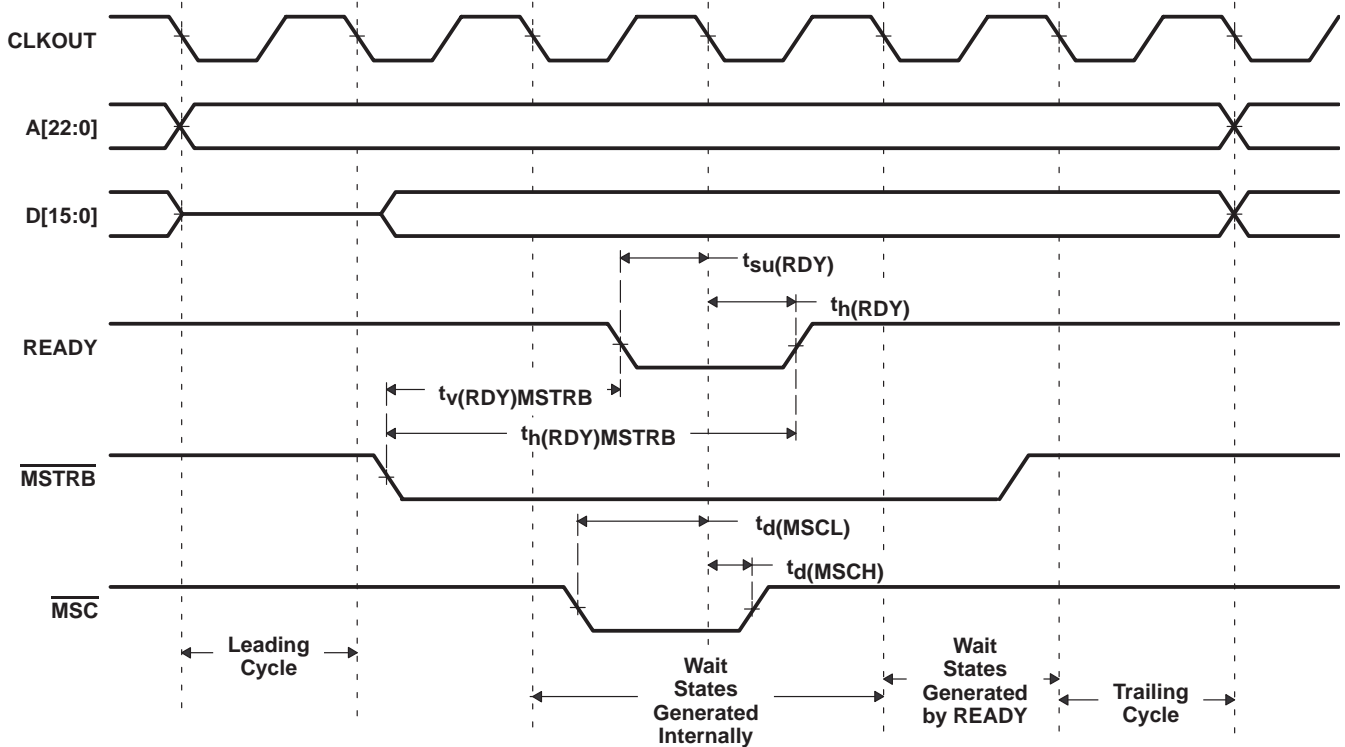 CLKOUT
A[22:0]
D[15:0]
tsu(RDY)
th(RDY)
READY
tv(RDY)MSTRB
th(RDY)MSTRB
MSTRB
td(MSCL)
td(MSCH)
MSC
Leading
Cycle
Wait
States
Generated
Internally
Wait
States
Generated
by READY
Trailing
Cycle